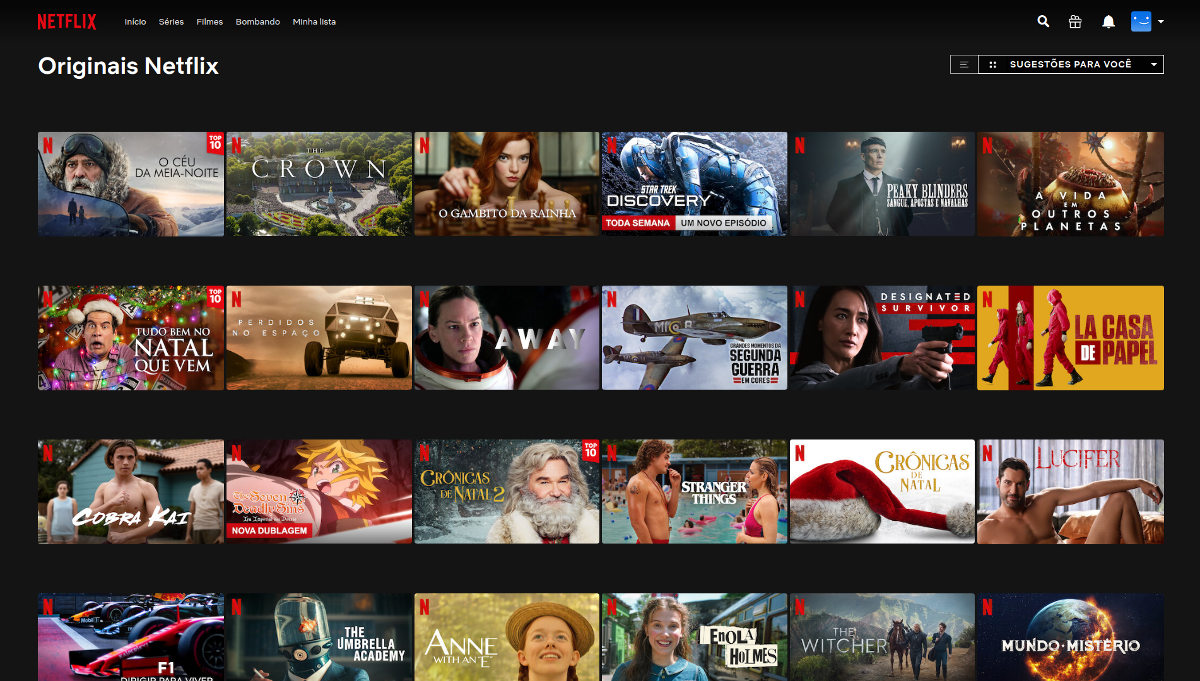 NETFLIX
Início Séries Filmes Bombando Minha lista
Originais Netflix
SUGESTÕES PARA VOCÊ
N
TOP
10
O CÉU
DA MEIA-NOITE
THE
CROWN
N
O GAMBITO DA RAINHA
N
STAR TREK
DISCOVERY
TODA SEMANA UM NOVO EPISÓDIO
N
PEAKY BLINDERS
SANGUE, APOSTAS E NAVALHAS
N
A VIDA
EM
OUTROS
PLANETAS
N
TOP
10
TUDO BEM NO
NATAL
QUE VEM
N
PERDIDOS
NO ESPAÇO
N
AWAY
N
GRANDES MOMENTOS DA
SEGUNDA
GUERRA
EM CORES
N
DESIGNATED
SURVIVOR
N
LA CASA
DE PAPEL
N
COBRA KAI
N
The Seven
Deadly Sins
NOVA DUBLAGEM
N
TOP
10
CRÔNICAS
DE NATAL 2
N
STRANGER
THINGS
N
CRÔNICAS
DE
NATAL
N
LUCIFER
N
F1
DIRIGIR PARA VIVER
N
THE
UMBRELLA
ACADEMY
N
ANNE
WITH AN "E"
N
ENOLA
HOLMES
N
THE
WITCHER
N
MUNDO MISTÉRIO